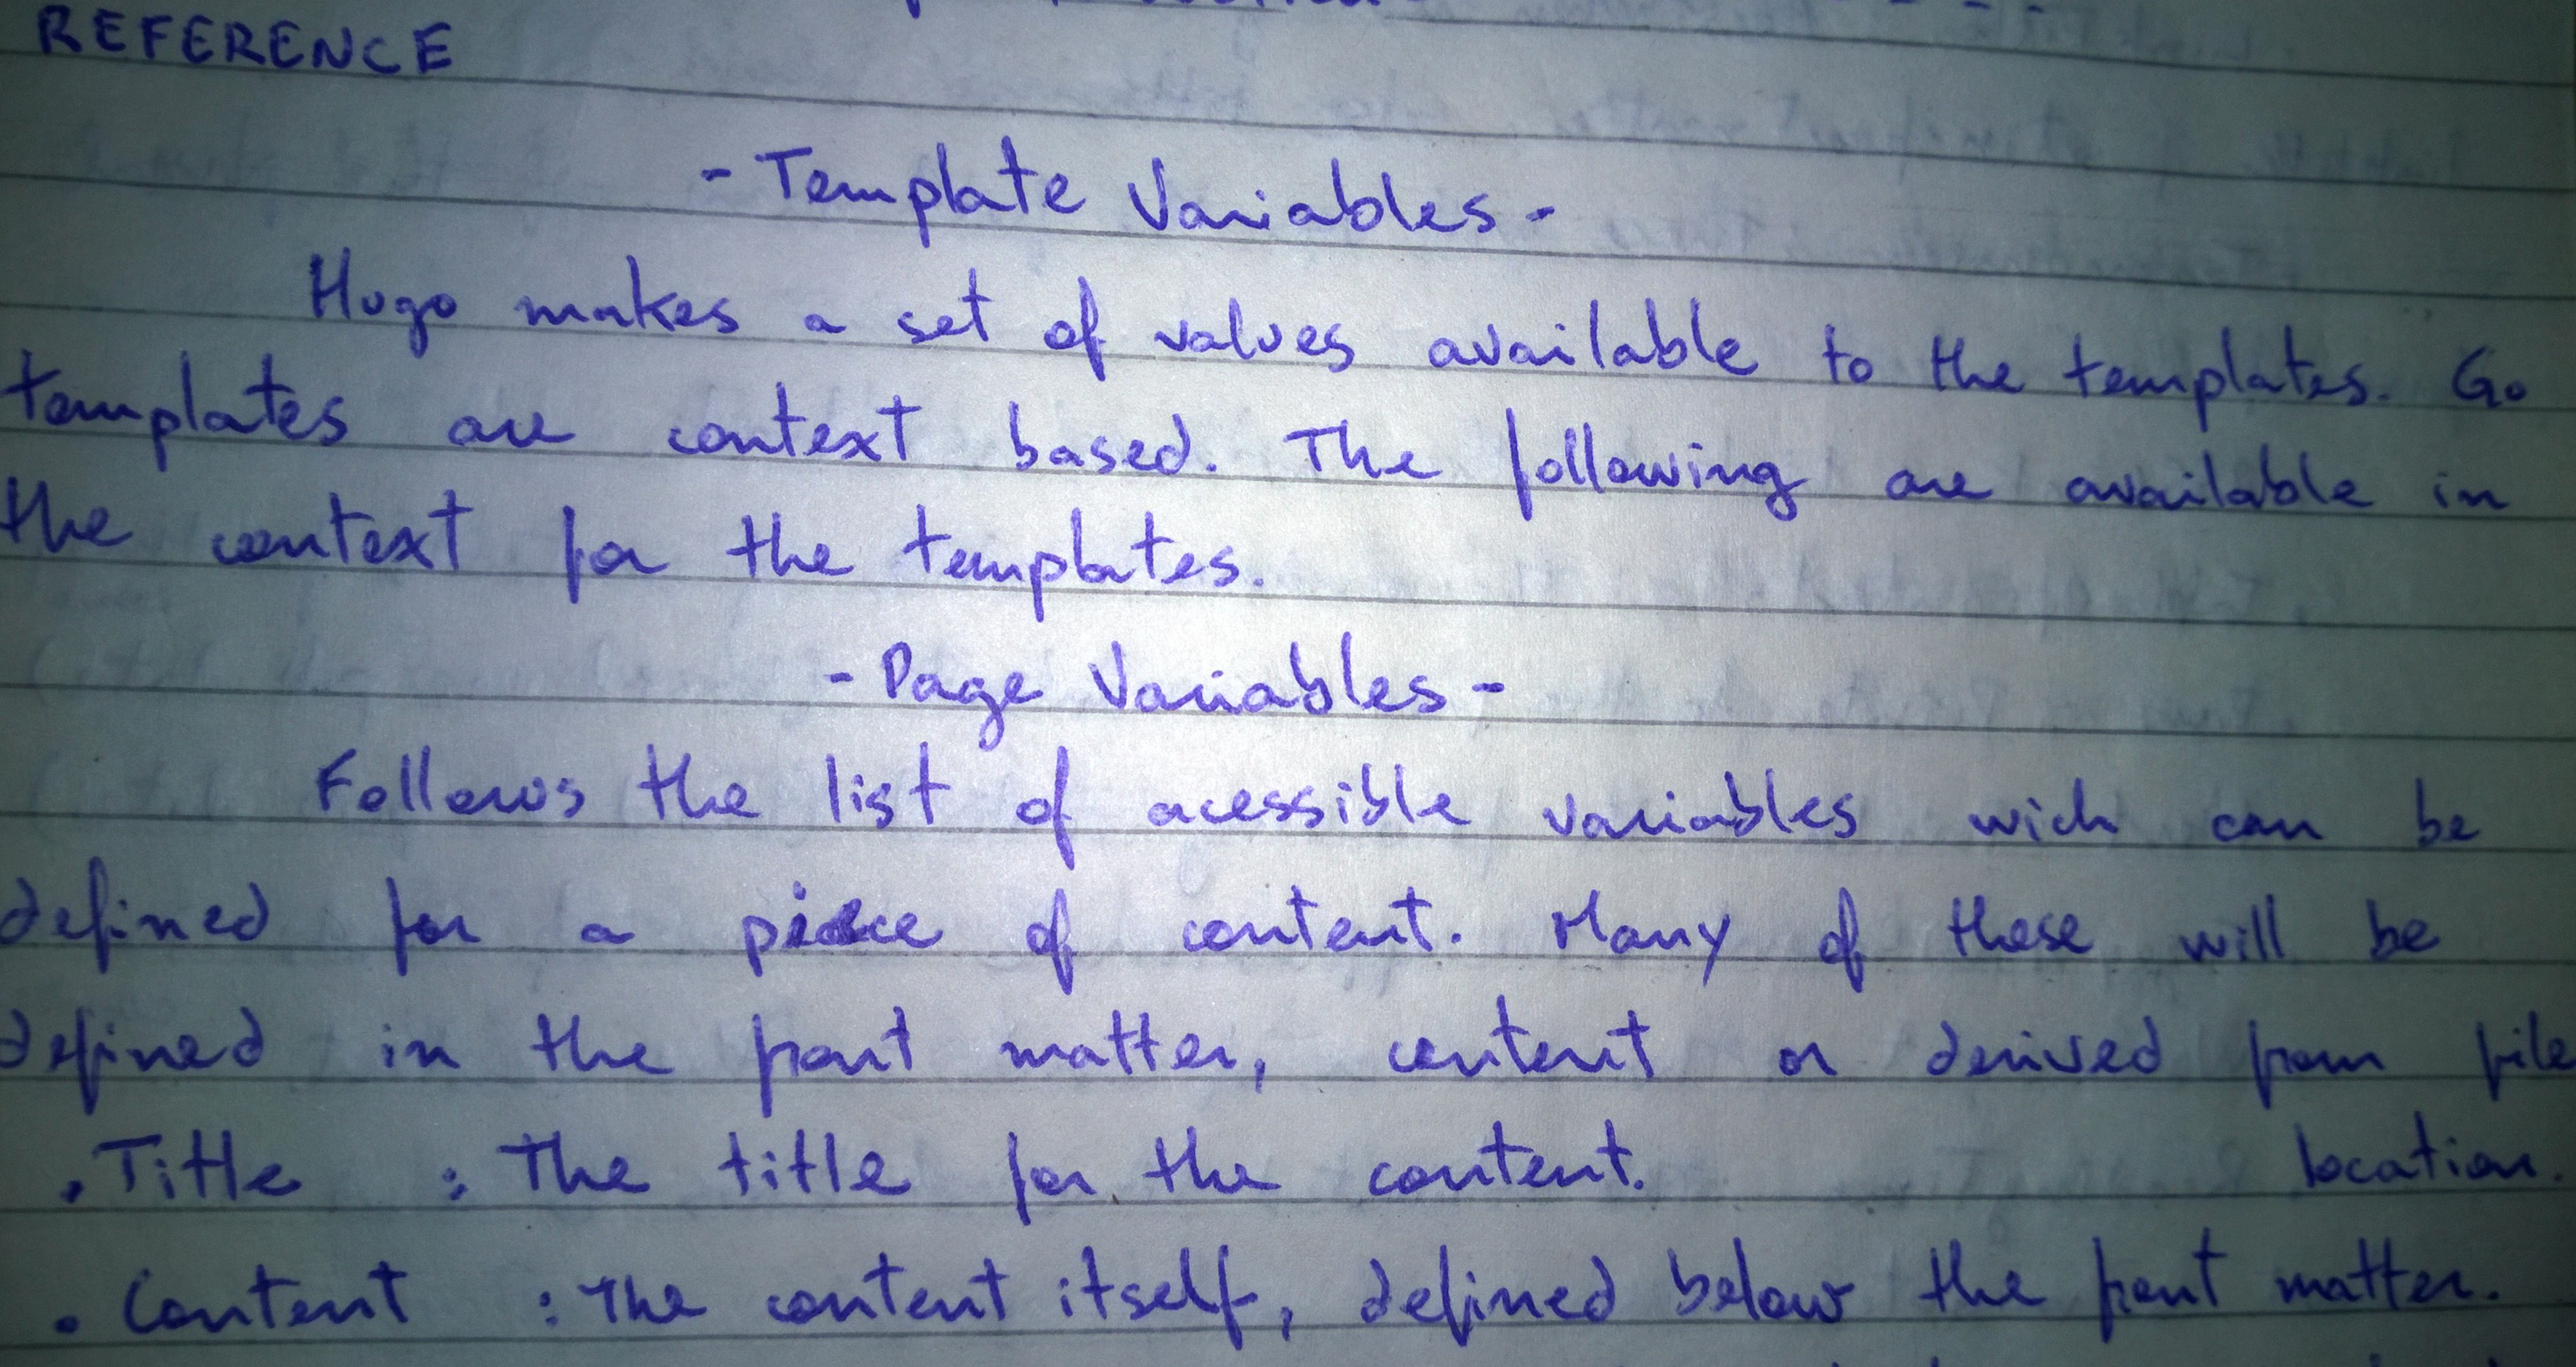 REFERENCE
- Template Variables -
Hugo makes a set of values available to the templates. Go
templates are context based. The following are available in
the context for the templates.
- Page Variables -
Follows the list of acessible variables wich can be
defined for a piece of content. Many of these will be
defined in the front matter, content or derived from file
location.
.Title : The title for the content.
.Content : The content itself, defined below the front matter.